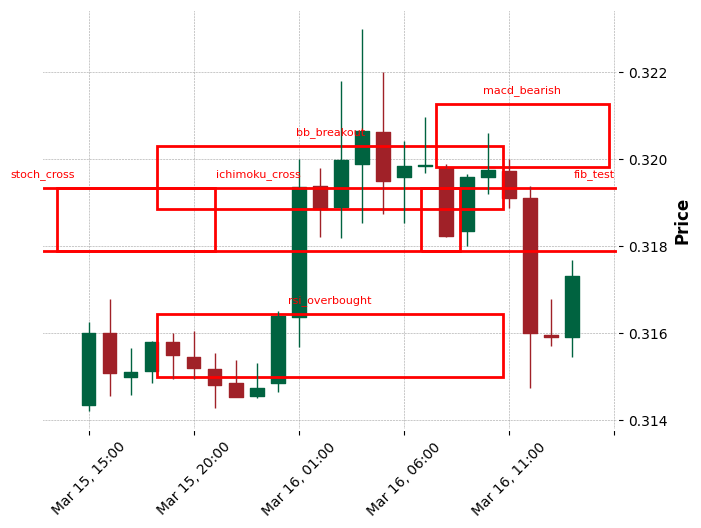 0.322
macd_bearish
bb_breakout
0.320
stoch_cross
ichimoku_cross
fib_test
0.318
Price
rsi_overbought
0.316
0.314
Mar 15, 15:00
Mar 15, 20:00
Mar 16, 01:00
Mar 16, 06:00
Mar 16, 11:00